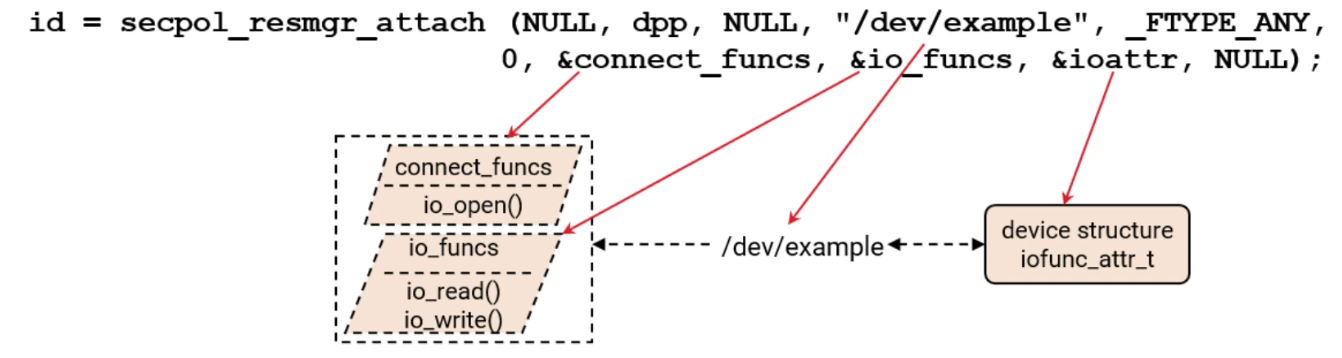 id = secpol_resmgr_attach (NULL, dpp, NULL, "/dev/example", _FTYPE_ANY,
0, &connect_funcs, &io_funcs, &ioattr, NULL);
connect_funcs
io_open()
io_funcs
io_read()
io_write()
/dev/example
device structure
iofunc_attr_t